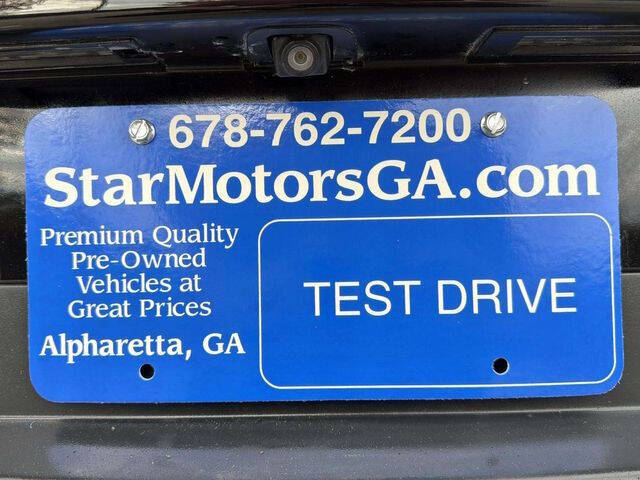 678-762-7200
StarMotorsGA.com
Premium Quality
Pre-Owned
Vehicles at
Great Prices
Alpharetta, GA
TEST DRIVE